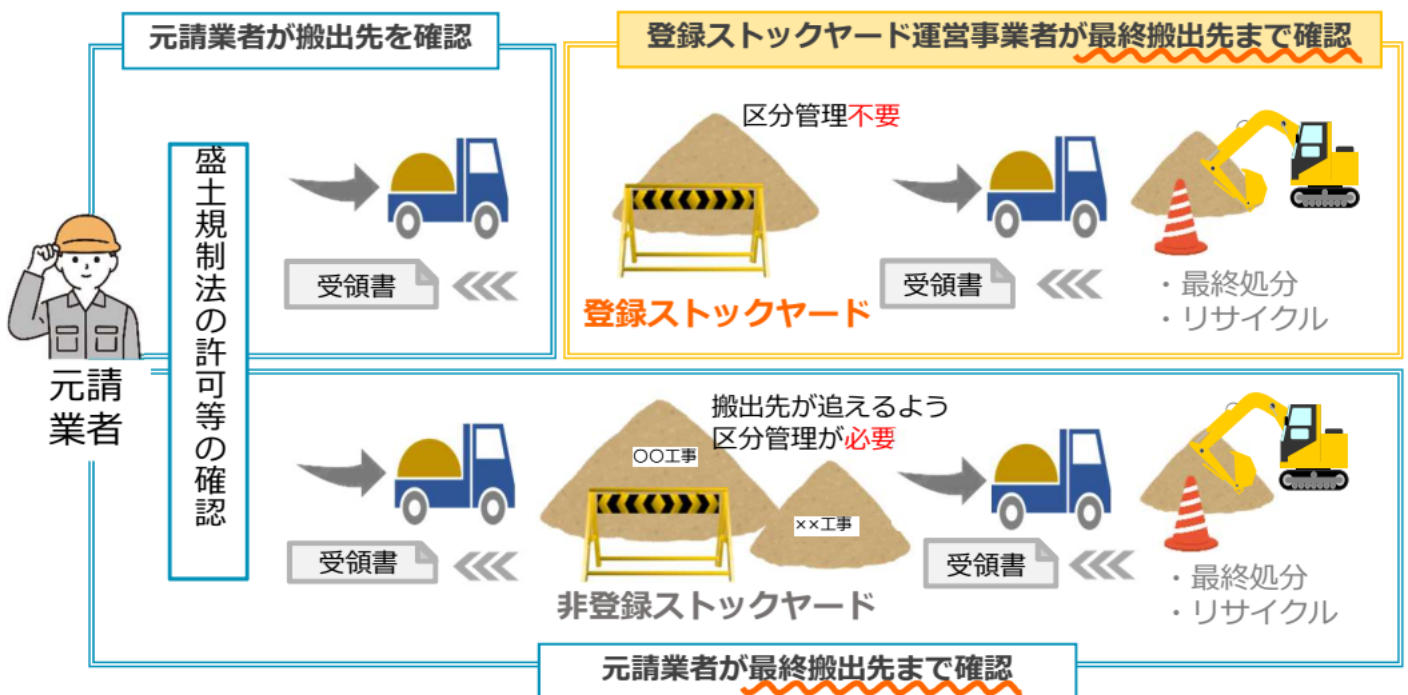 元請業者が搬出先を確認
登録ストックヤード運営事業者が最終搬出先まで確認
盛土規制法の許可等の確認
受領書
区分管理不要
登録ストックヤード
受領書
・最終処分
・リサイクル
元請
業者
受領書
〇〇工事
××工事
搬出先が追えるよう
区分管理が必要
非登録ストックヤード
受領書
・最終処分
・リサイクル
元請業者が最終搬出先まで確認